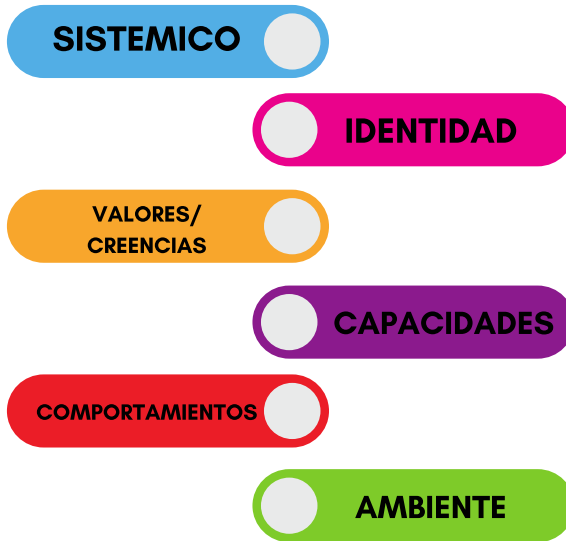 SISTEMICO
IDENTIDAD
VALORES/
CREENCIAS
CAPACIDADES
COMPORTAMIENTOS
AMBIENTE